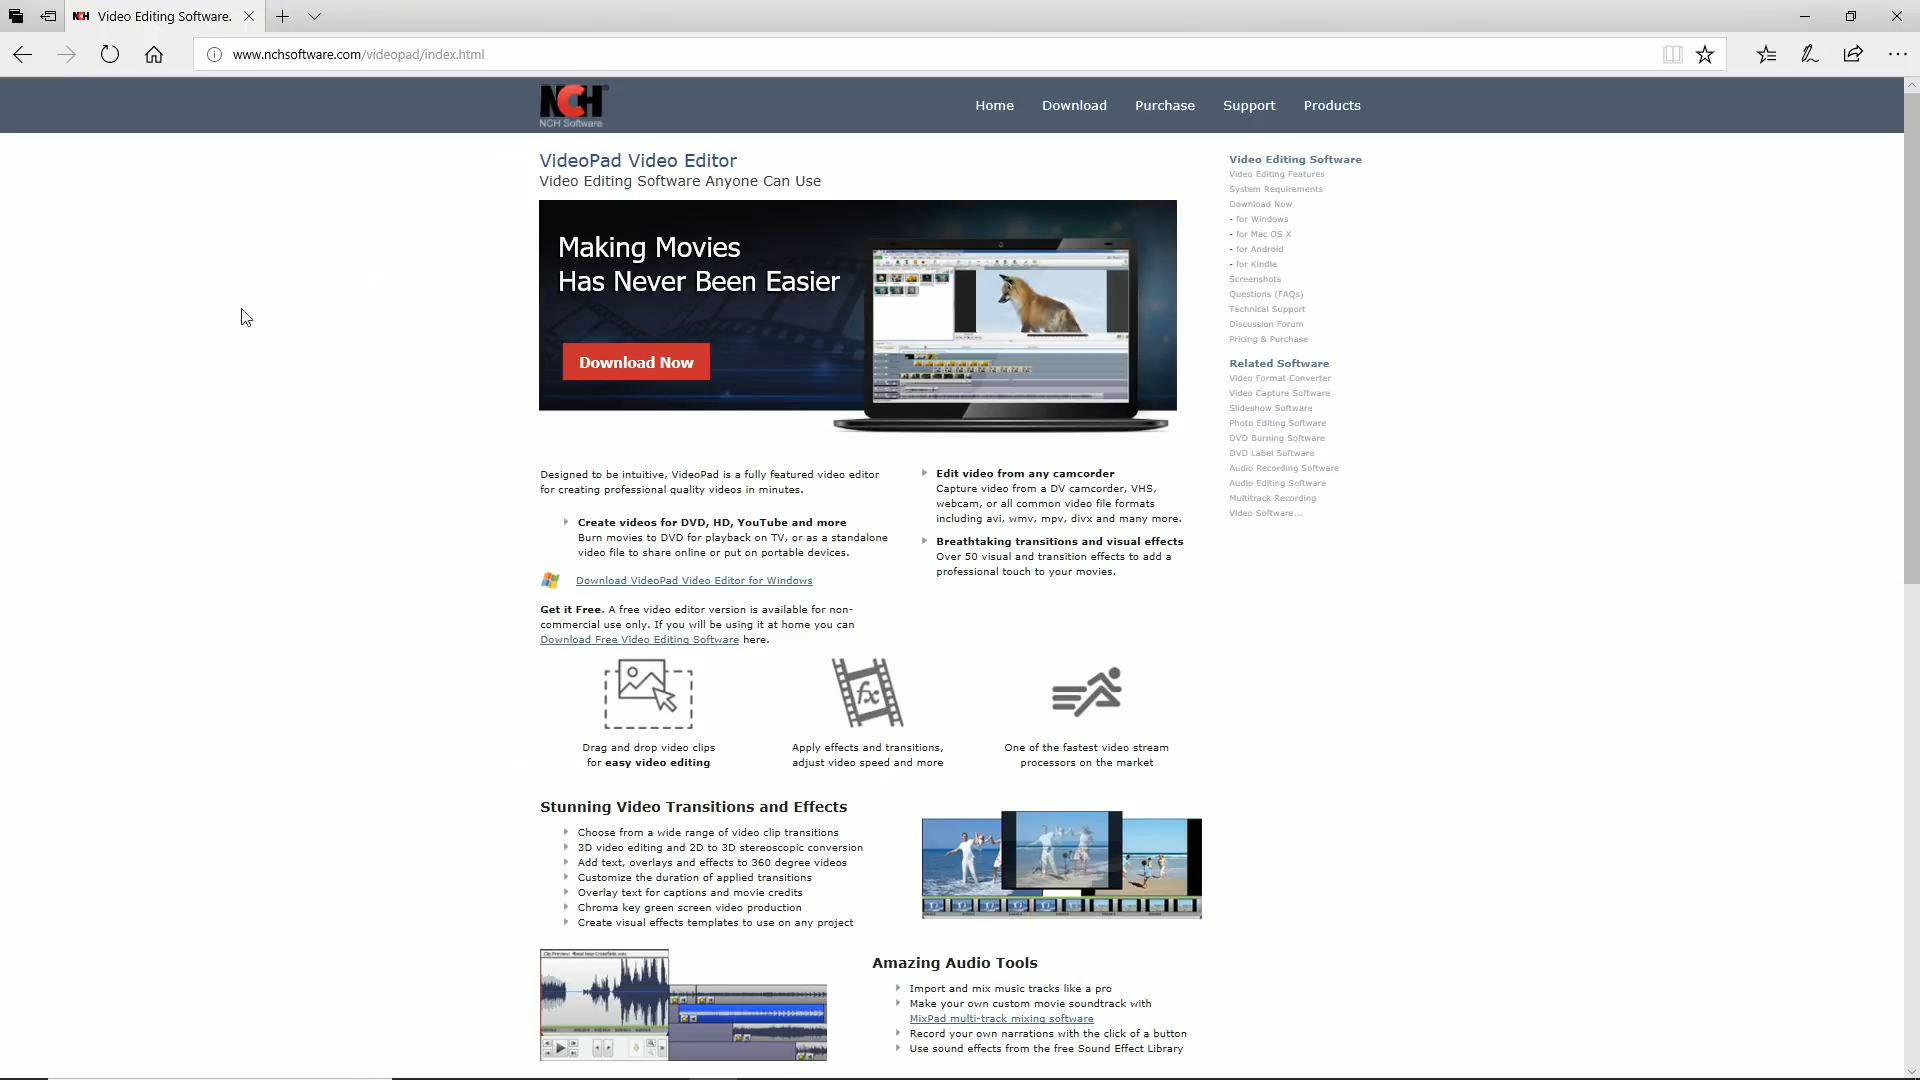 Video Editing Software.
www.nchsoftware.com/videopad/index.html
NCH
NCH Software
Home
Download
Purchase
Support
Products
VideoPad Video Editor
Video Editing Software Anyone Can Use
Making Movies
Has Never Been Easier
Download Now
Designed to be intuitive, VideoPad is a fully featured video editor
for creating professional quality videos in minutes.
Create videos for DVD, HD, YouTube and more
Burn movies to DVD for playback on TV, or as a standalone
video file to share online or put on portable devices.
Download VideoPad Video Editor for Windows
Get it Free. A free video editor version is available for non-
commercial use only. If you will be using it at home you can
Download Free Video Editing Software here.
Edit video from any camcorder
Capture video from a DV camcorder, VHS,
webcam, or all common video file formats
including avi, wmv, mpv, divx and many more.
Breathtaking transitions and visual effects
Over 50 visual and transition effects to add a
professional touch to your movies.
fx
Drag and drop video clips
for easy video editing
Apply effects and transitions,
adjust video speed and more
One of the fastest video stream
processors on the market
Stunning Video Transitions and Effects
Choose from a wide range of video clip transitions
3D video editing and 2D to 3D stereoscopic conversion
Add text, overlays and effects to 360 degree videos
Customize the duration of applied transitions
Overlay text for captions and movie credits
Chroma key green screen video production
Create visual effects templates to use on any project
Amazing Audio Tools
Import and mix music tracks like a pro
Make your own custom movie soundtrack with
MixPad multi-track mixing software
Record your own narrations with the click of a button
Use sound effects from the free Sound Effect Library
Video Editing Software
Video Editing Features
System Requirements
Download Now
- for Windows
- for Mac OS X
- for Android
- for Kindle
Screenshots
Questions (FAQs)
Technical Support
Discussion Forum
Pricing & Purchase
Related Software
Video Format Converter
Video Capture Software
Slideshow Software
Photo Editing Software
DVD Burning Software
DVD Label Software
Audio Recording Software
Audio Editing Software
Multitrack Recording
Video Software...